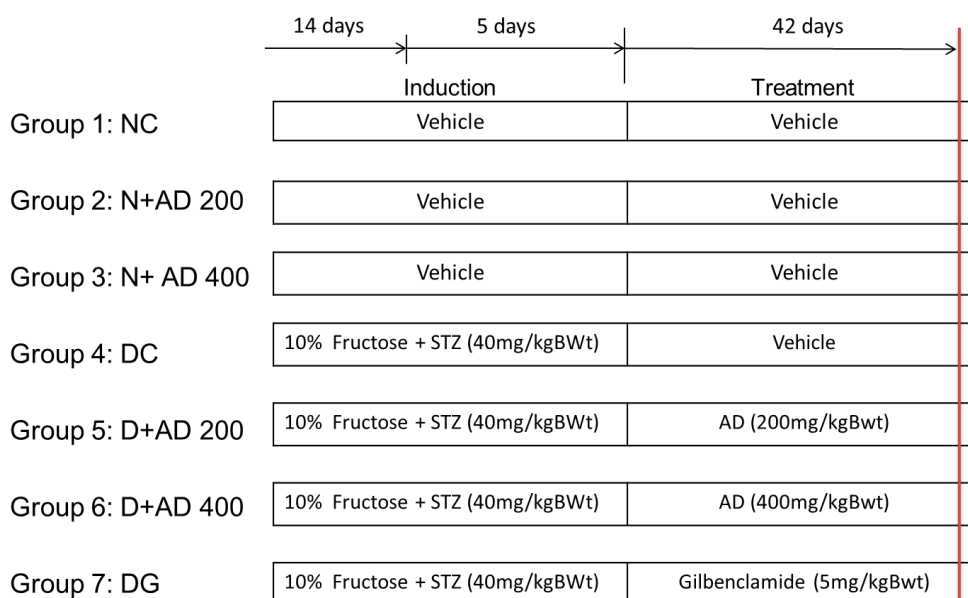 14 days 5 days 42 days
Induction Treatment
Group 1: NC Vehicle Vehicle
Group 2: N+AD 200 Vehicle Vehicle
Group 3: N+ AD 400 Vehicle Vehicle
Group 4: DC 10% Fructose + STZ (40mg/kgBWt) Vehicle
Group 5: D+AD 200 10% Fructose + STZ (40mg/kgBWt) AD (200mg/kgBwt)
Group 6: D+AD 400 10% Fructose + STZ (40mg/kgBWt) AD (400mg/kgBwt)
Group 7: DG 10% Fructose + STZ (40mg/kgBWt) Gilbenclamide (5mg/kgBwt)